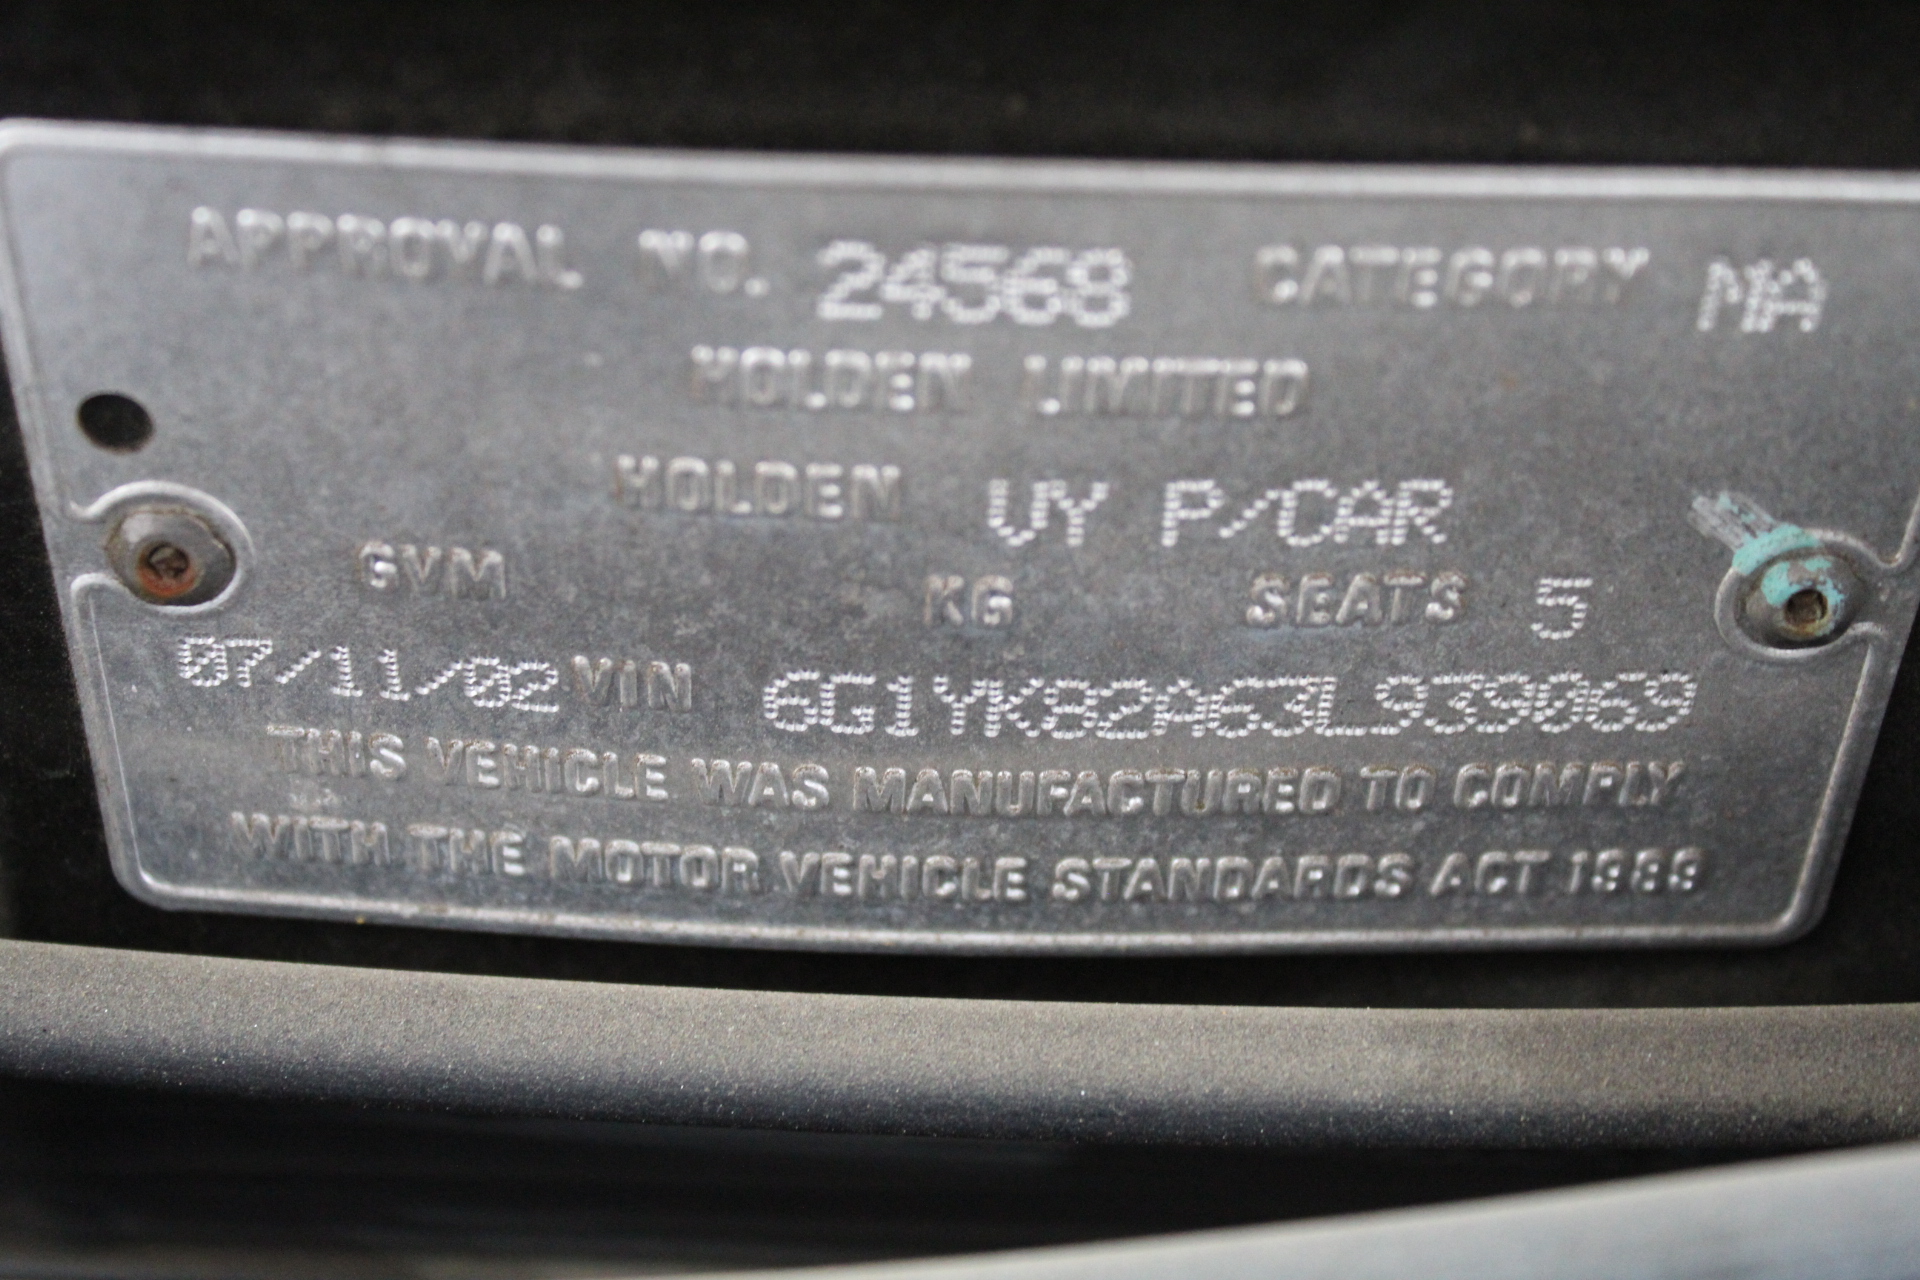 APPROVAL NO. 24568 CATEGORY MA
HOLDEN LIMITED
HOLDEN VY P/CAR
GVM KG SEATS 5
07/11/02 VIN 6G1YK82A63L939069
THIS VEHICLE WAS MANUFACTURED TO COMPLY
WITH THE MOTOR VEHICLE STANDARDS ACT 1989